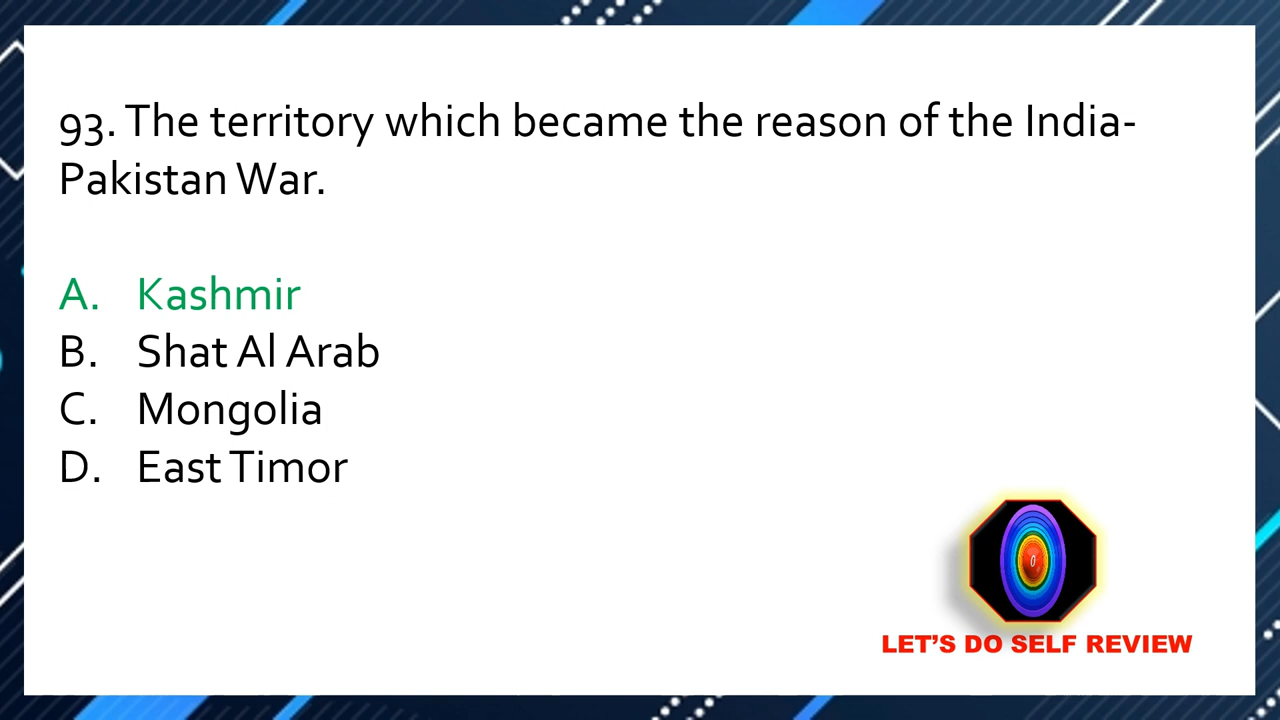 93. The territory which became the reason of the India-
Pakistan War.
A. Kashmir
B. Shat Al Arab
C. Mongolia
D. East Timor
LET'S DO SELF REVIEW